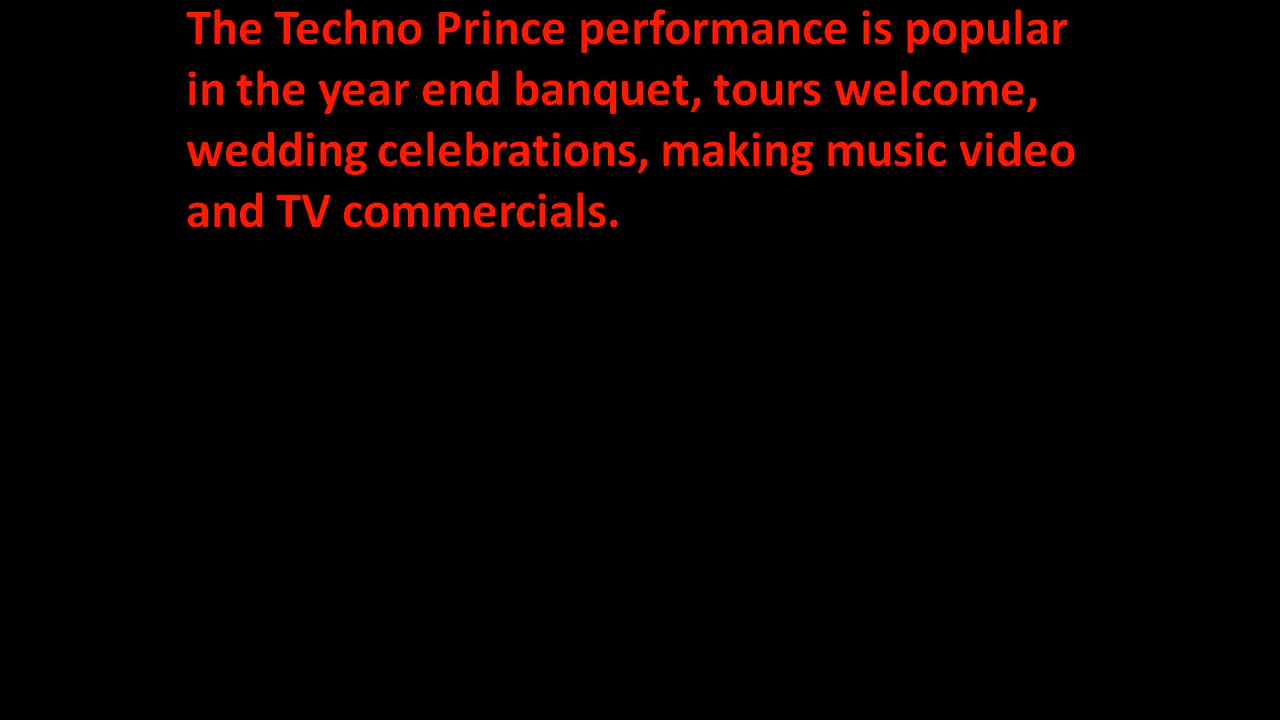 The Techno Prince performance is popular
in the year end banquet, tours welcome,
wedding celebrations, making music video
and TV commercials.